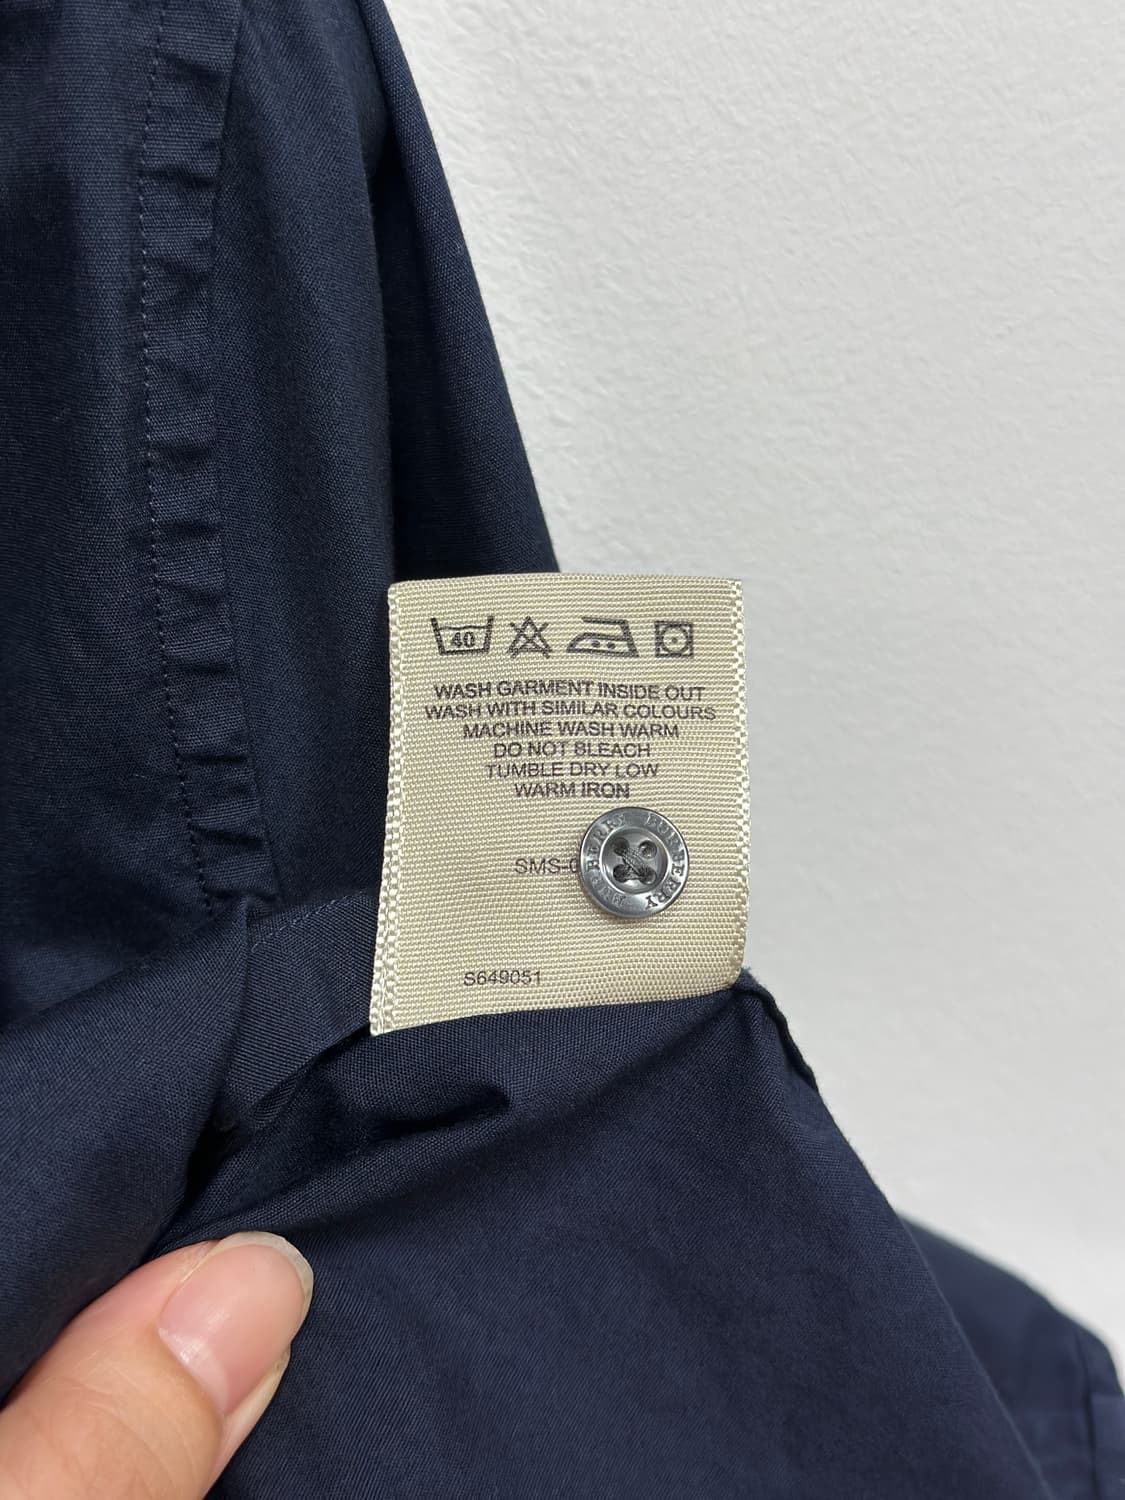 40
WASH GARMENT INSIDE OUT
WASH WITH SIMILAR COLOURS
MACHINE WASH WARM
DO NOT BLEACH
TUMBLE DRY LOW
WARM IRON
BURBERRY BURBERRY
SMS-
S649051